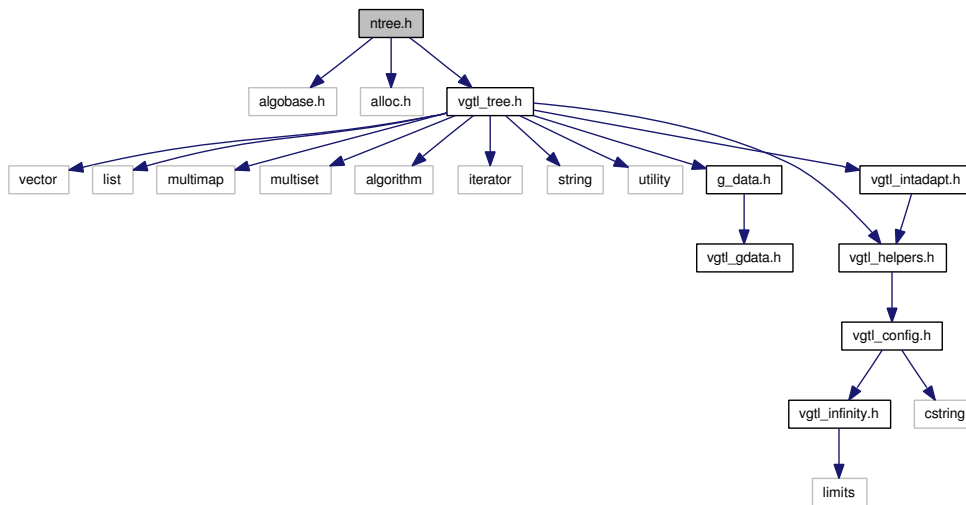 ntree.h
algobase.h
alloc.h
vgtl_tree.h
vector
list
multimap
multiset
algorithm
iterator
string
utility
g_data.h
vgtl_intadapt.h
vgtl_gdata.h
vgtl_helpers.h
vgtl_config.h
vgtl_infinity.h
cstring
limits